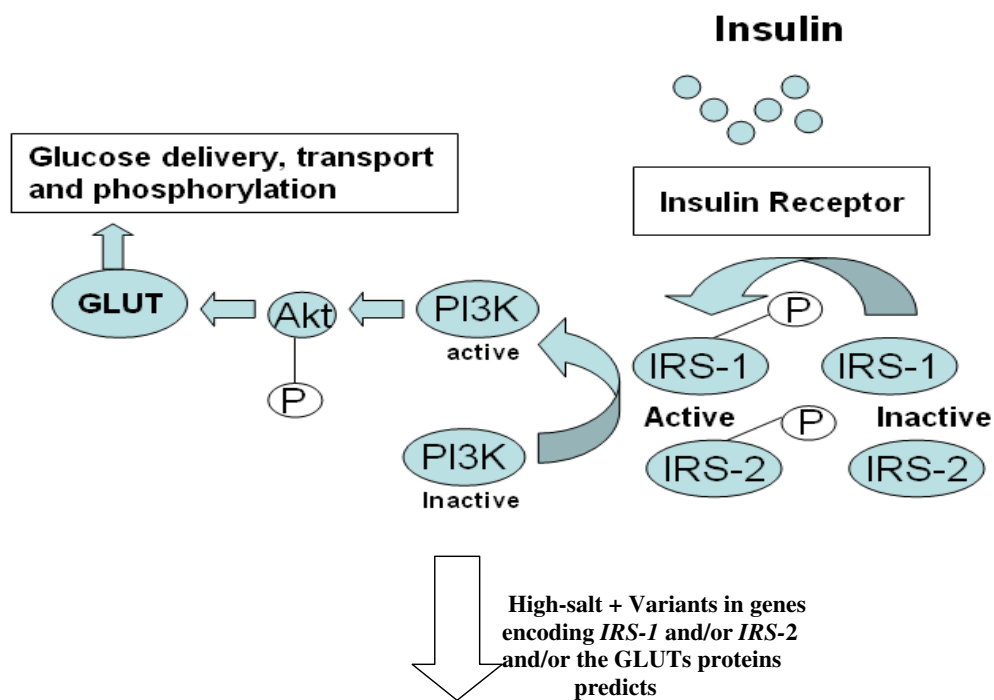 Insulin
Glucose delivery, transport
and phosphorylation
Insulin Receptor
GLUT
Akt
PI3K
active
P
IRS-1
IRS-1
P
Active
P
Inactive
PI3K
IRS-2
IRS-2
Inactive
High-salt + Variants in genes
encoding IRS-1 and/or IRS-2
and/or the GLUTs proteins
predicts